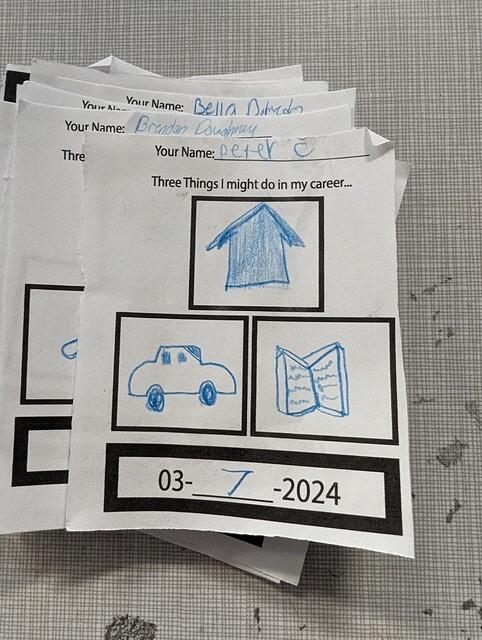 Your Name: Bella
Your Name: Brendan
Your Name: peter C
Three
Three Things I might do in my career...
03- 7 -2024